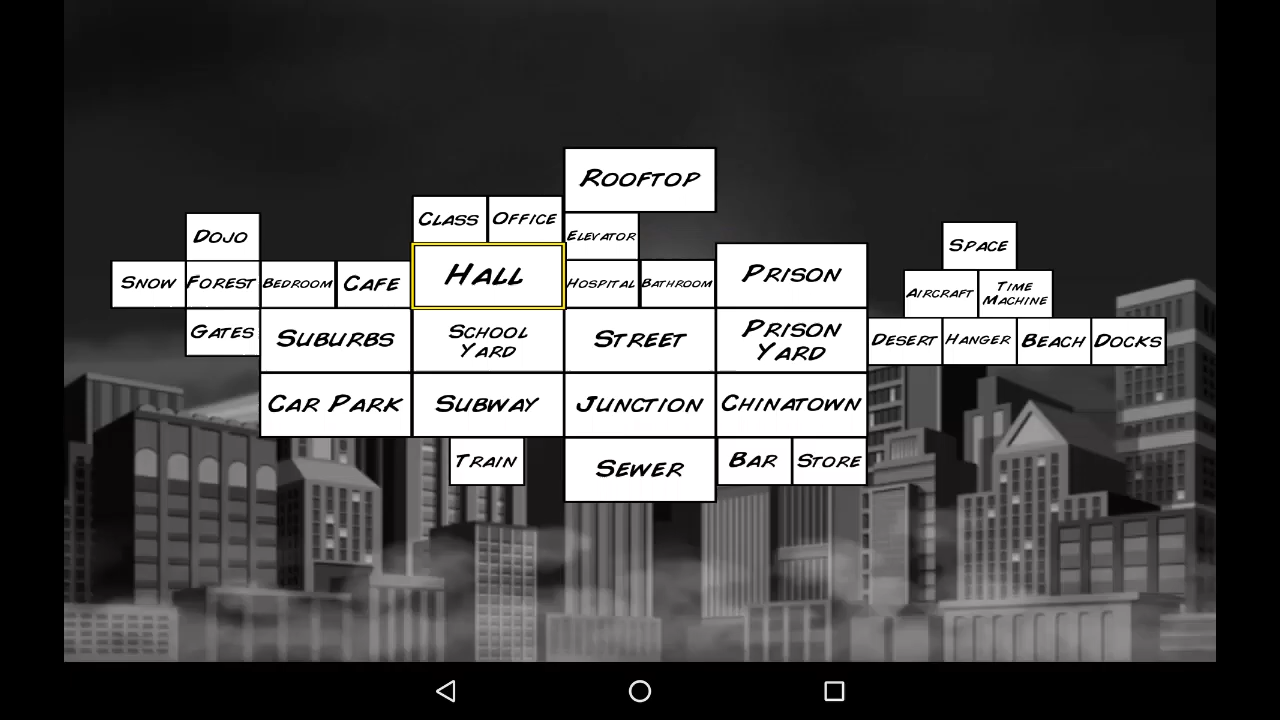 Rooftop
Class
Office
Elevator
Dojo
Space
Snow
Forest
Bedroom
Cafe
Hall
Hospital
Bathroom
Prison
Aircraft
Time
Machine
Gates
Suburbs
School
Yard
Street
Prison
Yard
Desert
Hanger
Beach
Docks
Car Park
Subway
Junction
Chinatown
Train
Sewer
Bar
Store